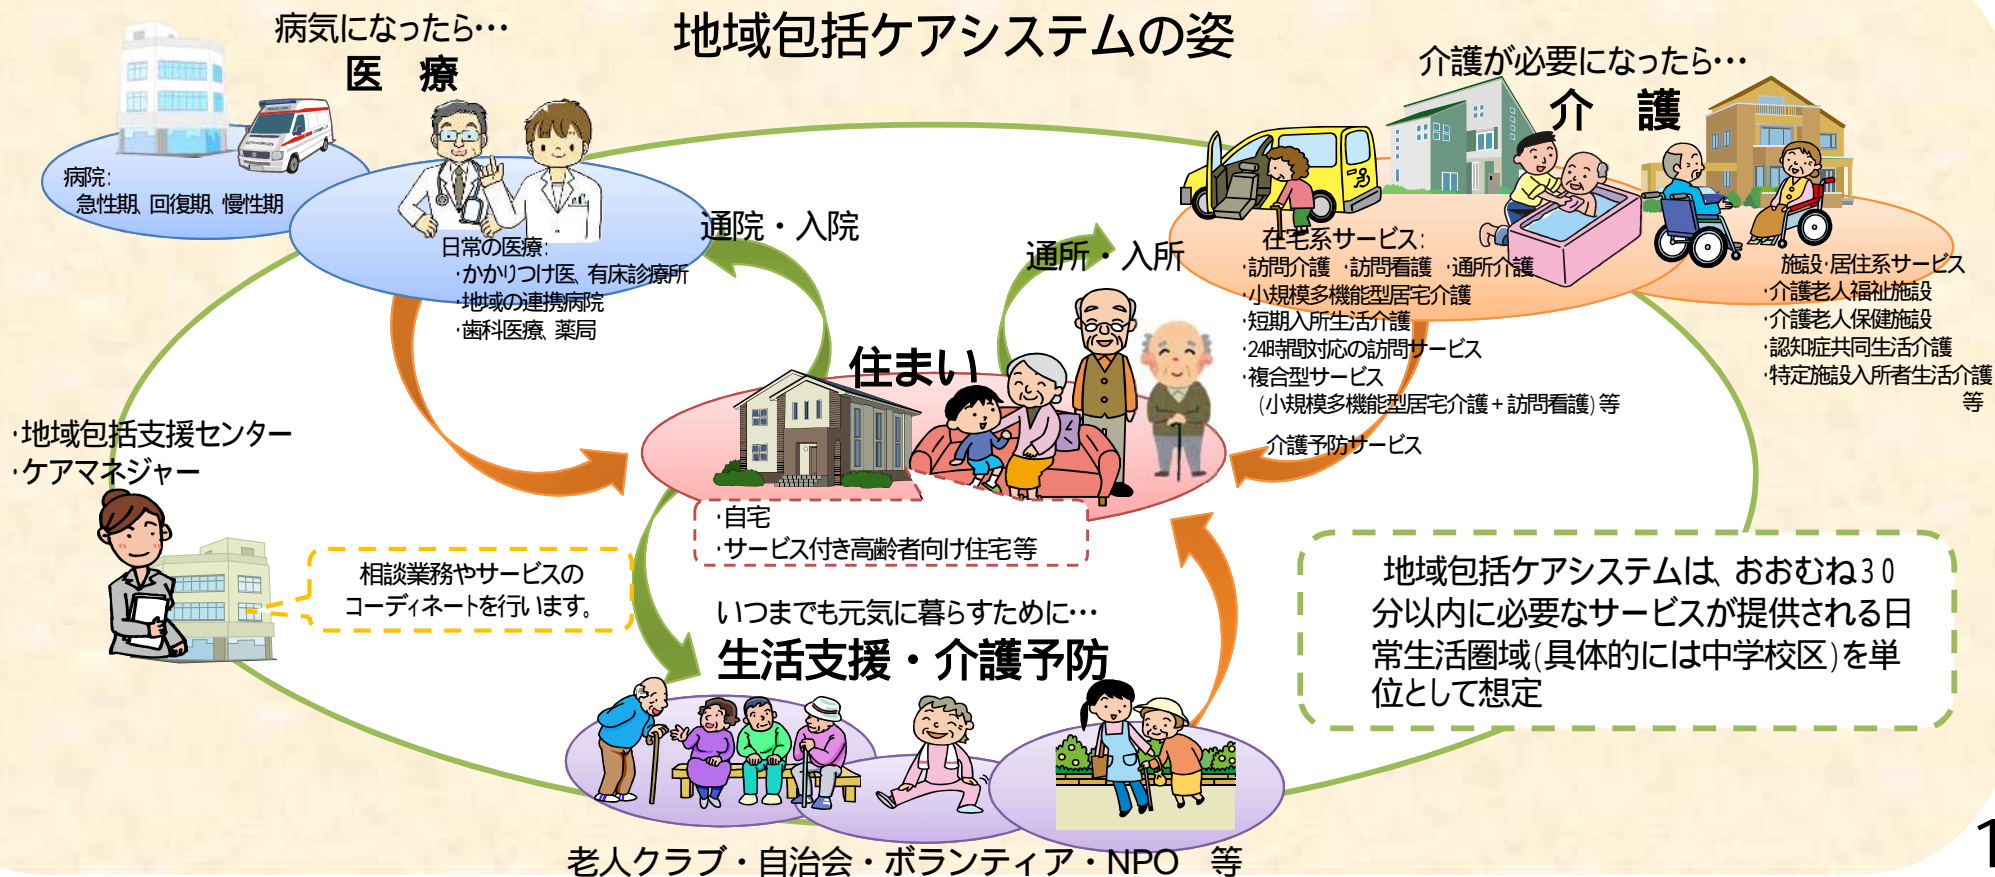 地域包括ケアシステムの姿
病気になったら…
医 療
病院:
急性期、回復期、慢性期
日常の医療:
・かかりつけ医、有床診療所
・地域の連携病院
・歯科医療、薬局
通院・入院
通所・入所
介護が必要になったら…
介 護
在宅系サービス:
・訪問介護 ・訪問看護 ・通所介護
・小規模多機能型居宅介護
・短期入所生活介護
・24時間対応の訪問サービス
・複合型サービス
(小規模多機能型居宅介護+訪問看護)等
介護予防サービス
施設・居住系サービス
・介護老人福祉施設
・介護老人保健施設
・認知症共同生活介護
・特定施設入所者生活介護
等
住まい
・自宅
・サービス付き高齢者向け住宅等
・地域包括支援センター
・ケアマネジャー
相談業務やサービスの
コーディネートを行います。
いつまでも元気に暮らすために…
生活支援・介護予防
老人クラブ・自治会・ボランティア・NPO 等
地域包括ケアシステムは、おおむね30
分以内に必要なサービスが提供される日
常生活圏域(具体的には中学校区)を単
位として想定
1